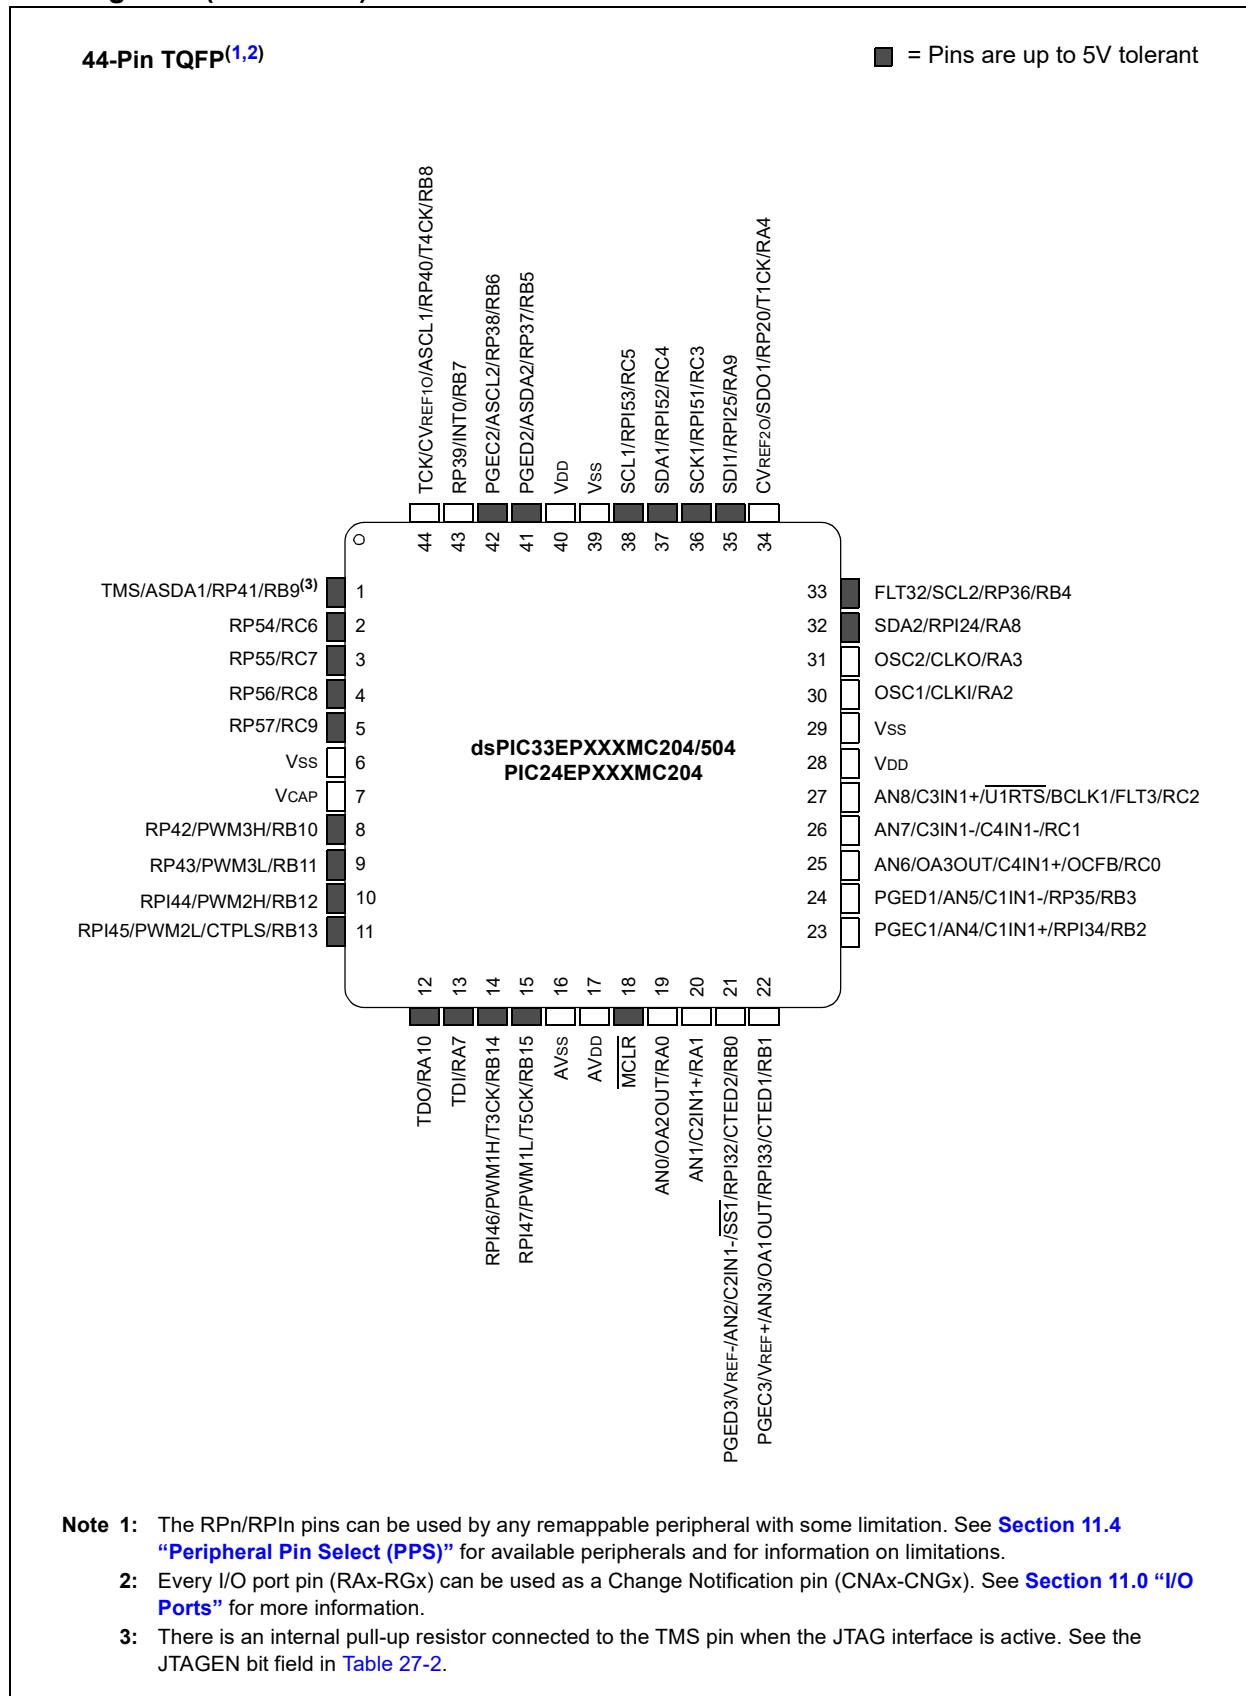 44-Pin TQFP(1,2)
= Pins are up to 5V tolerant
TCK/CVREF1O/ASCL1/RP40/T4CK/RB8
RP39/INT0/RB7
PGEC2/ASCL2/RP38/RB6
PGED2/ASDA2/RP37/RB5
VDD
VSS
SCL1/RPI53/RC5
SDA1/RPI52/RC4
SCK1/RPI51/RC3
SDI1/RPI25/RA9
CVREF2O/SDO1/RP20/T1CK/RA4
44 43 42 41 40 39 38 37 36 35 34
TMS/ASDA1/RP41/RB9(3) 1
RP54/RC6 2
RP55/RC7 3
RP56/RC8 4
RP57/RC9 5
VSS 6
VCAP 7
RP42/PWM3H/RB10 8
RP43/PWM3L/RB11 9
RPI44/PWM2H/RB12 10
RPI45/PWM2L/CTPLS/RB13 11
dsPIC33EPXXXMC204/504
PIC24EPXXXMC204
33 FLT32/SCL2/RP36/RB4
32 SDA2/RPI24/RA8
31 OSC2/CLKO/RA3
30 OSC1/CLKI/RA2
29 VSS
28 VDD
27 AN8/C3IN1+/U1RTS/BCLK1/FLT3/RC2
26 AN7/C3IN1-/C4IN1-/RC1
25 AN6/OA3OUT/C4IN1+/OCFB/RC0
24 PGED1/AN5/C1IN1-/RP35/RB3
23 PGEC1/AN4/C1IN1+/RPI34/RB2
12 13 14 15 16 17 18 19 20 21 22
TDO/RA10
TDI/RA7
RPI46/PWM1H/T3CK/RB14
RPI47/PWM1L/T5CK/RB15
AVSS
AVDD
MCLR
AN0/OA2OUT/RA0
AN1/C2IN1+/RA1
PGED3/VREF-/AN2/C2IN1-/SS1/RPI32/CTED2/RB0
PGEC3/VREF+/AN3/OA1OUT/RPI33/CTED1/RB1
Note 1: The RPn/RPIn pins can be used by any remappable peripheral with some limitation. See Section 11.4
“Peripheral Pin Select (PPS)” for available peripherals and for information on limitations.
2: Every I/O port pin (RAx-RGx) can be used as a Change Notification pin (CNAx-CNGx). See Section 11.0 “I/O
Ports” for more information.
3: There is an internal pull-up resistor connected to the TMS pin when the JTAG interface is active. See the
JTAGEN bit field in Table 27-2.